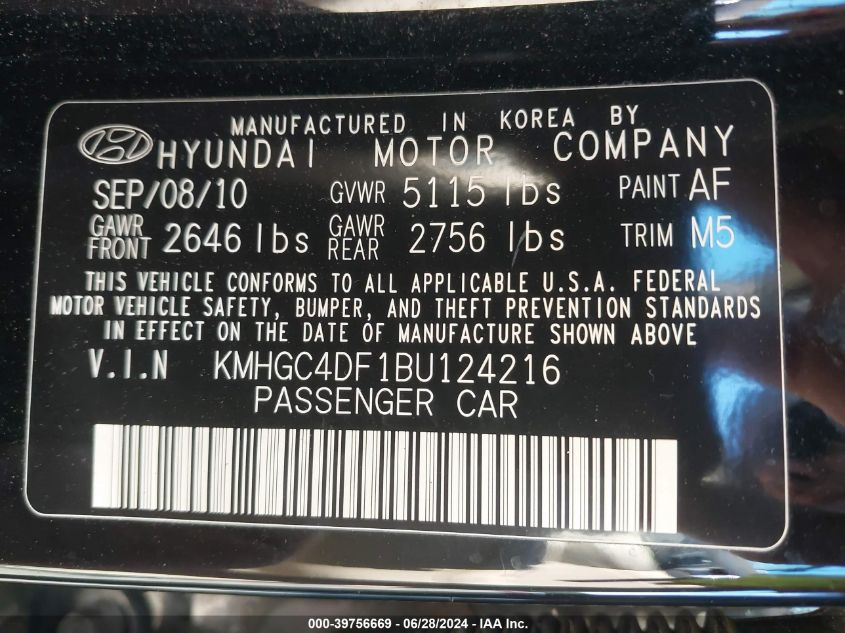 MANUFACTURED IN KOREA BY
HYUNDAI MOTOR COMPANY
SEP/08/10 GVWR 5115 lbs PAINT AF
GAWR FRONT 2646 lbs GAWR REAR 2756 lbs TRIM M5
THIS VEHICLE CONFORMS TO ALL APPLICABLE U.S.A. FEDERAL
MOTOR VEHICLE SAFETY, BUMPER, AND THEFT PREVENTION STANDARDS
IN EFFECT ON THE DATE OF MANUFACTURE SHOWN ABOVE
V.I.N KMHGC4DF1BU124216
PASSENGER CAR
000-39756669 | 06/28/2024 - IAA Inc.